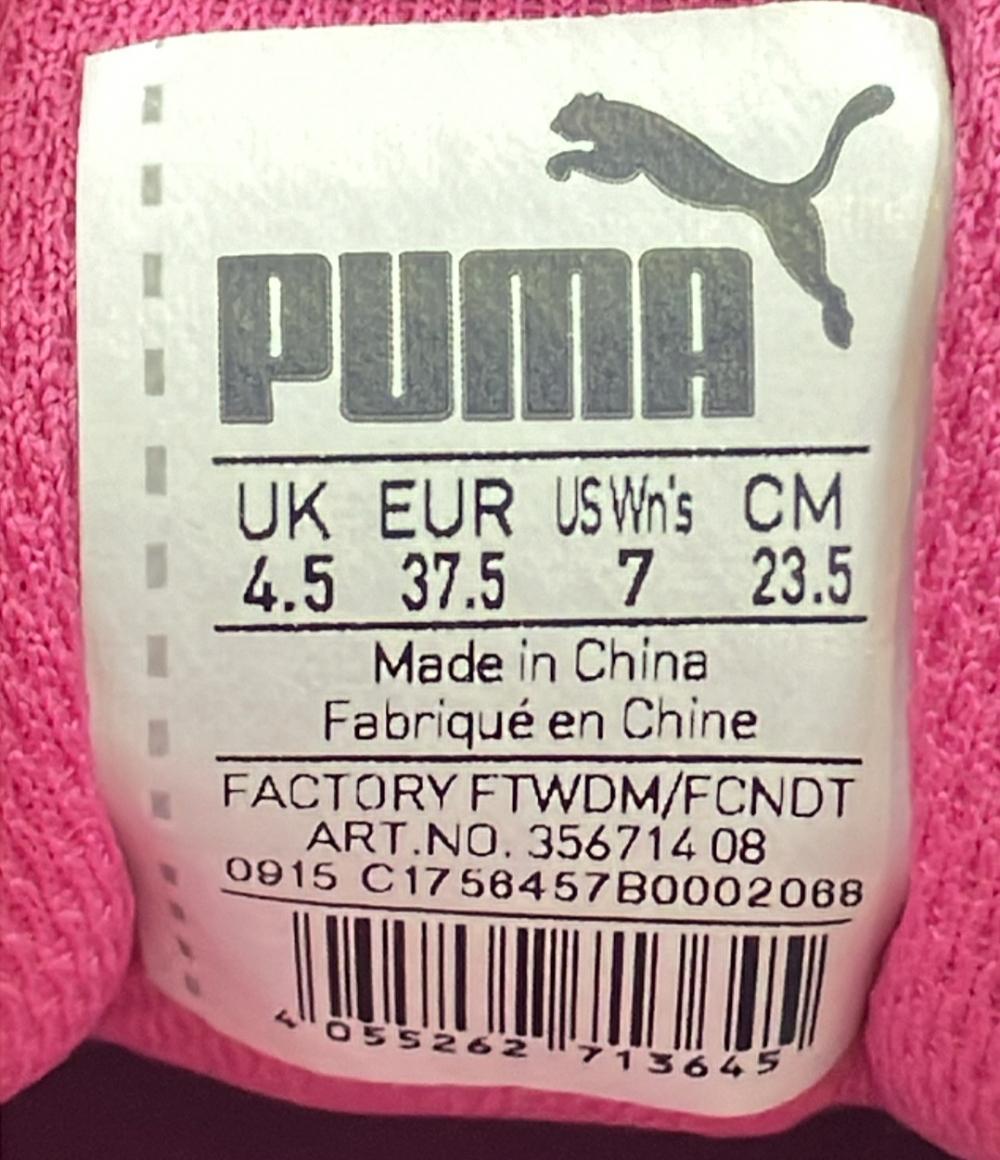 PUMA
UK EUR US Wn's CM
4.5 37.5 7 23.5
Made in China
Fabriqué en Chine
FACTORY FTWDM/FCNDT
ART.NO. 356714 08
0915 C1756457B0002068
4 055262 713645